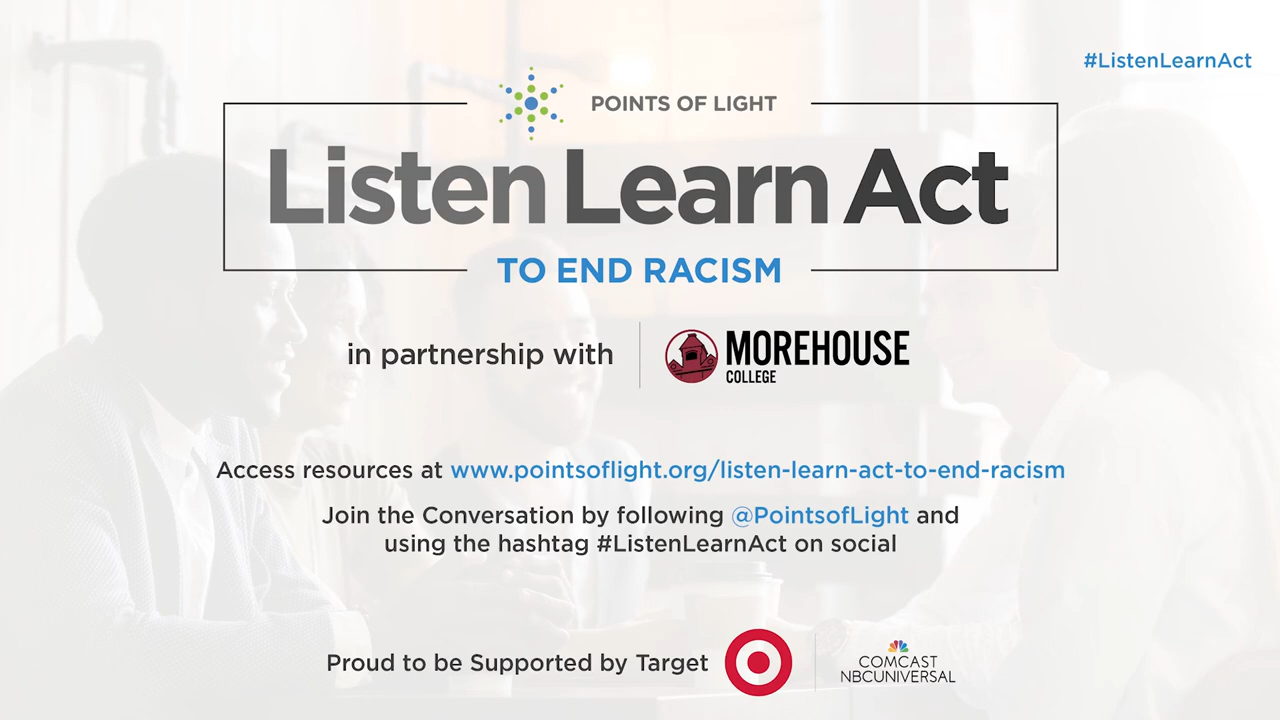 #ListenLearnAct
POINTS OF LIGHT
Listen Learn Act
TO END RACISM
in partnership with
MOREHOUSE
COLLEGE
Access resources at www.pointsoflight.org/listen-learn-act-to-end-racism
Join the Conversation by following @PointsofLight and
using the hashtag #ListenLearnAct on social
Proud to be Supported by Target
COMCAST
NBCUNIVERSAL